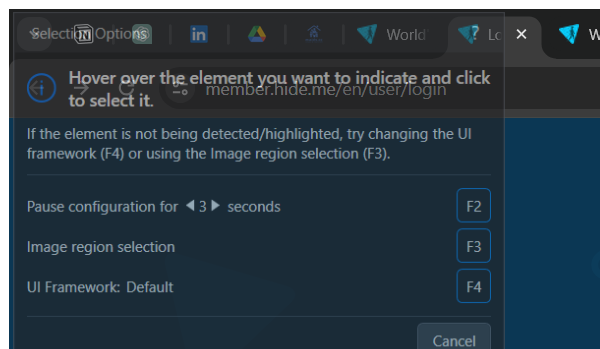 Selection Options
World
Lo
W
Hover over the element you want to indicate and click
to select it.
member.hide.me/en/user/login
If the element is not being detected/highlighted, try changing the UI
framework (F4) or using the Image region selection (F3).
Pause configuration for 3 seconds
F2
Image region selection
F3
UI Framework: Default
F4
Cancel